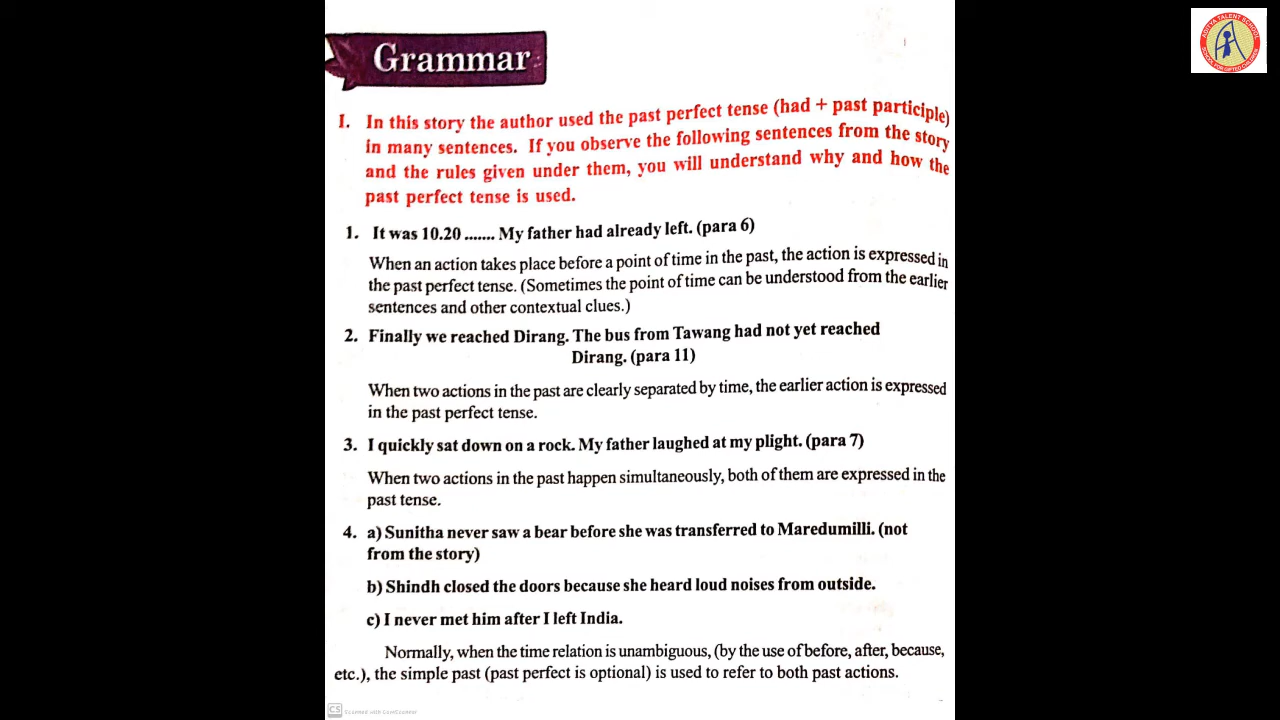 Grammar
I. In this story the author used the past perfect tense (had + past participle)
in many sentences. If you observe the following sentences from the story
and the rules given under them, you will understand why and how the
past perfect tense is used.
1. It was 10.20 ....... My father had already left. (para 6)
When an action takes place before a point of time in the past, the action is expressed in
the past perfect tense. (Sometimes the point of time can be understood from the earlier
sentences and other contextual clues.)
2. Finally we reached Dirang. The bus from Tawang had not yet reached
Dirang. (para 11)
When two actions in the past are clearly separated by time, the earlier action is expressed
in the past perfect tense.
3. I quickly sat down on a rock. My father laughed at my plight. (para 7)
When two actions in the past happen simultaneously, both of them are expressed in the
past tense.
4. a) Sunitha never saw a bear before she was transferred to Maredumilli. (not
from the story)
b) Shindh closed the doors because she heard loud noises from outside.
c) I never met him after I left India.
Normally, when the time relation is unambiguous, (by the use of before, after, because,
etc.), the simple past (past perfect is optional) is used to refer to both past actions.
CS Scanned with CamScanner